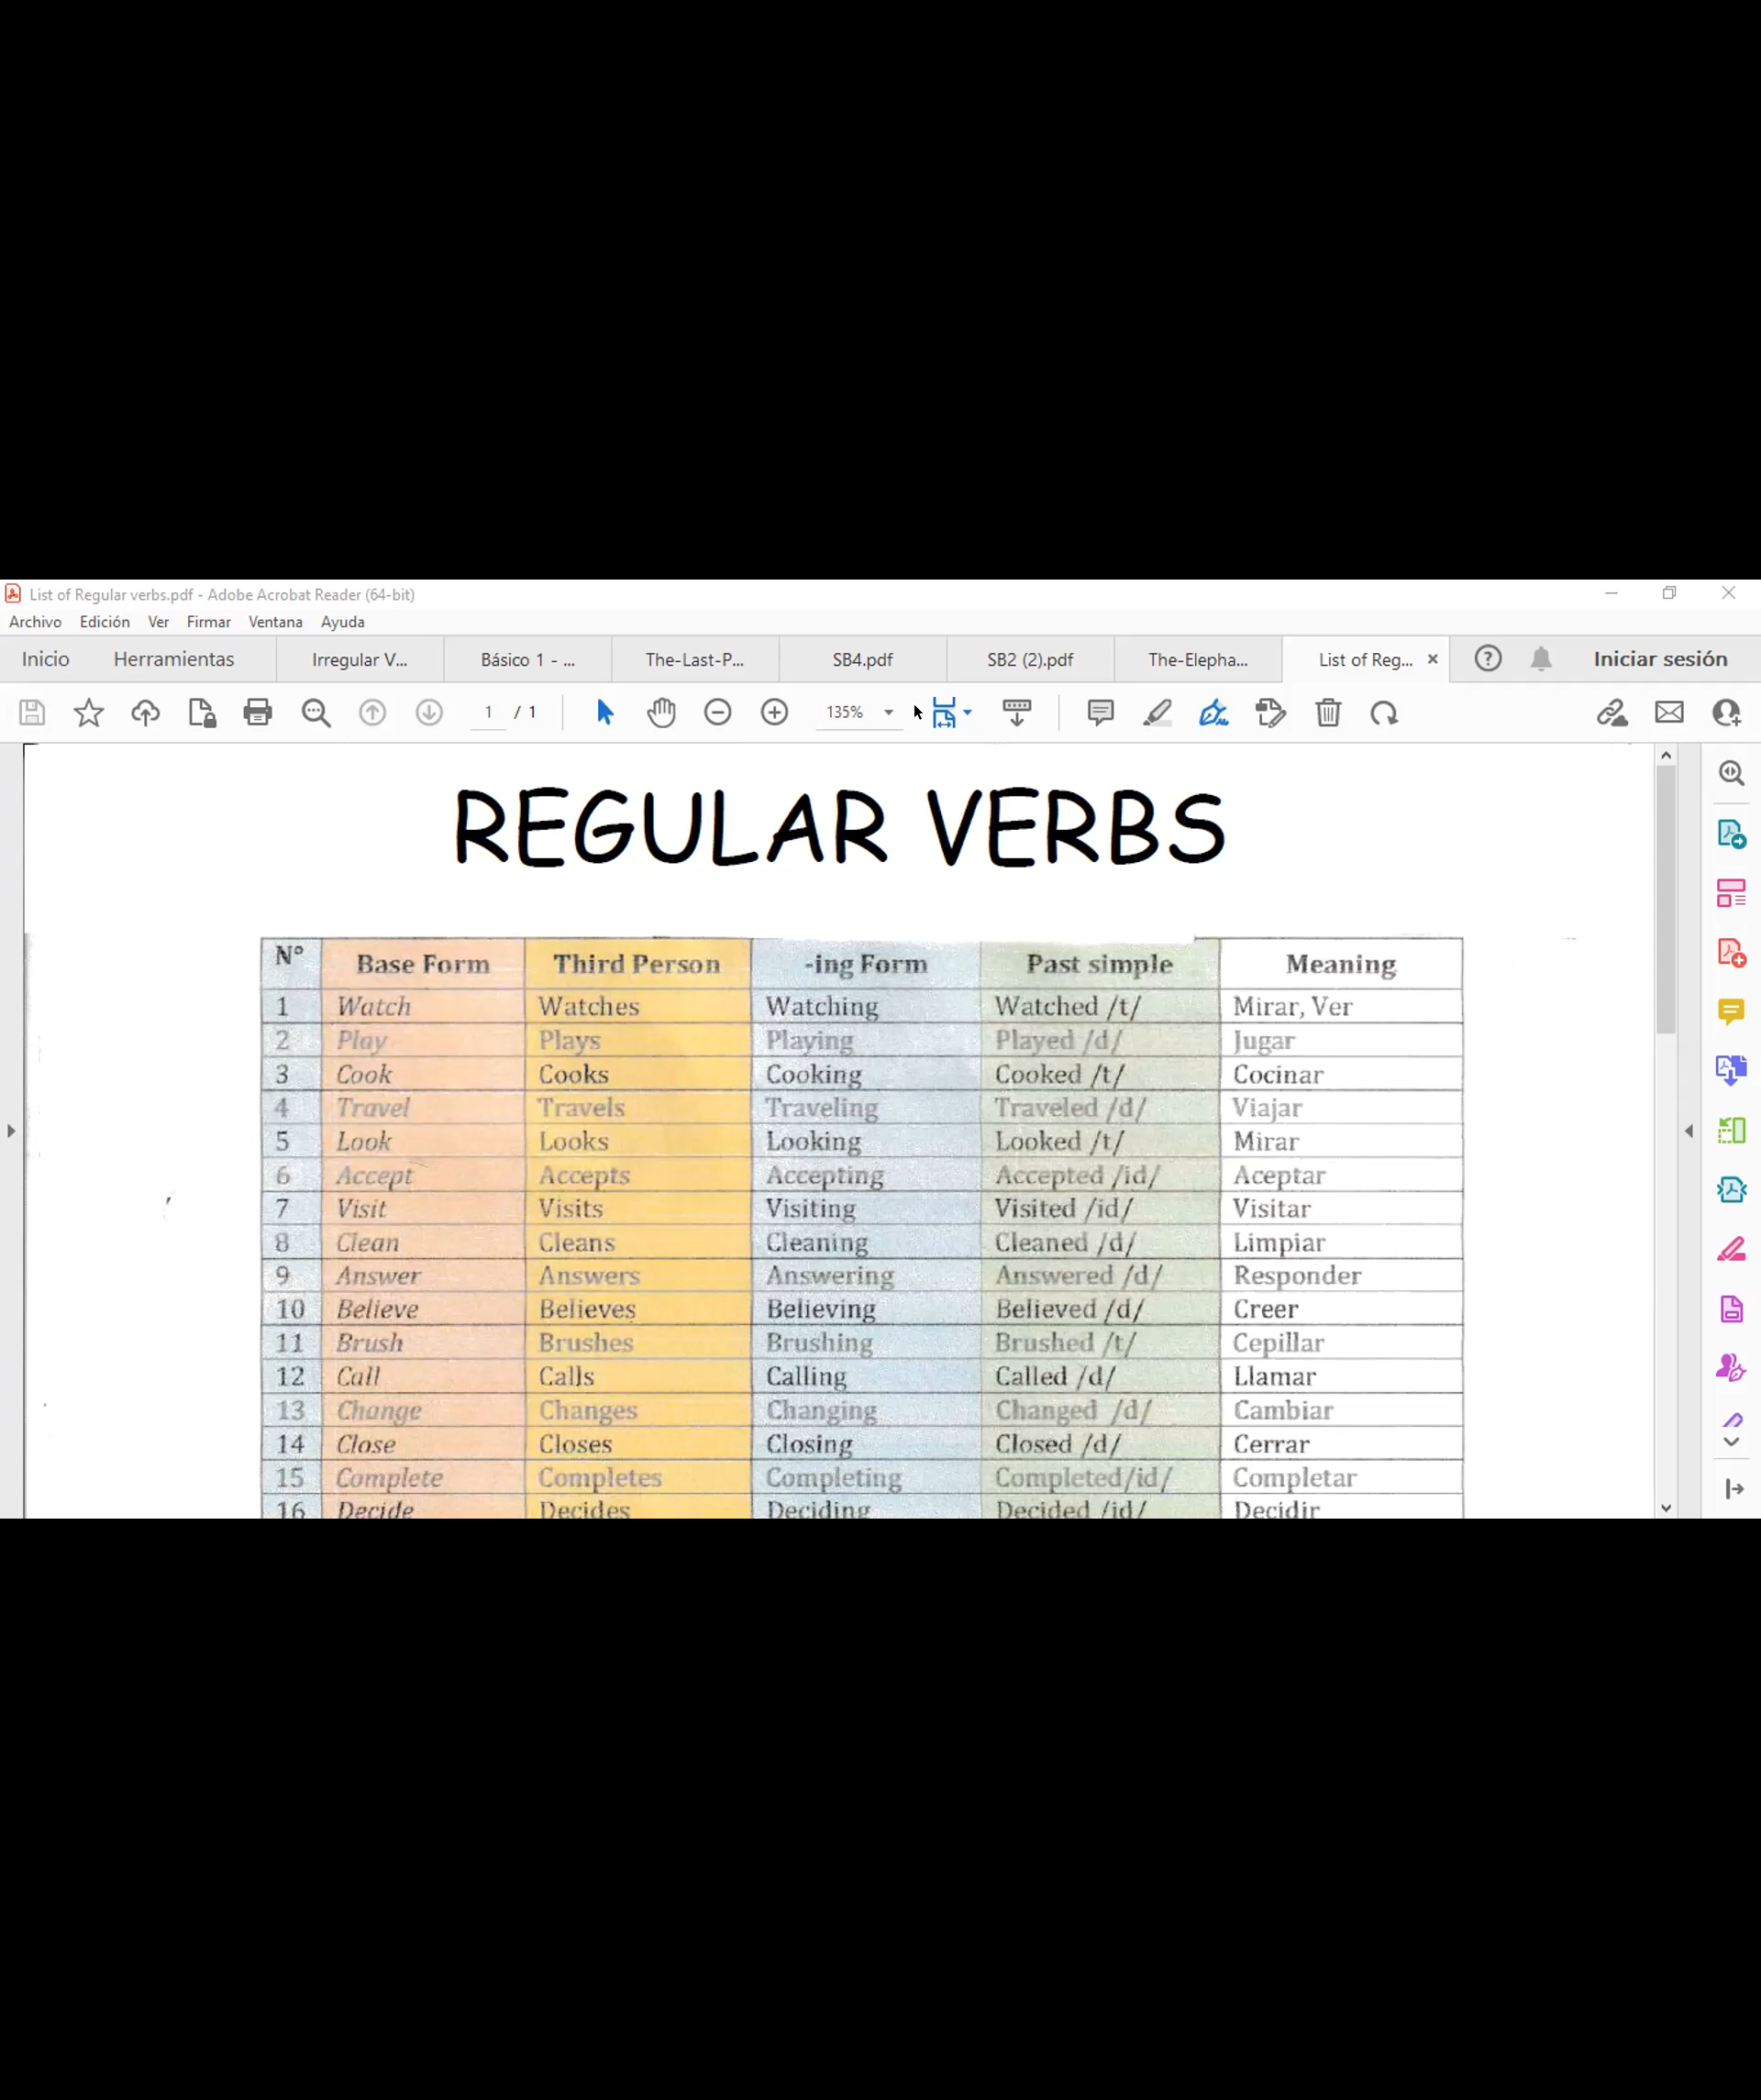 List of Regular verbs.pdf - Adobe Acrobat Reader (64-bit)
Archivo Edición Ver Firmar Ventana Ayuda
Inicio Herramientas Irregular V... Básico 1 - ... The-Last-P... SB4.pdf SB2 (2).pdf The-Elepha... List of Reg... × Iniciar sesión
1 / 1 135%
REGULAR VERBS
N° Base Form Third Person -ing Form Past simple Meaning
1 Watch Watches Watching Watched /t/ Mirar, Ver
2 Play Plays Playing Played /d/ Jugar
3 Cook Cooks Cooking Cooked /t/ Cocinar
4 Travel Travels Traveling Traveled /d/ Viajar
5 Look Looks Looking Looked /t/ Mirar
6 Accept Accepts Accepting Accepted /id/ Aceptar
7 Visit Visits Visiting Visited /id/ Visitar
8 Clean Cleans Cleaning Cleaned /d/ Limpiar
9 Answer Answers Answering Answered /d/ Responder
10 Believe Believes Believing Believed /d/ Creer
11 Brush Brushes Brushing Brushed /t/ Cepillar
12 Call Calls Calling Called /d/ Llamar
13 Change Changes Changing Changed /d/ Cambiar
14 Close Closes Closing Closed /d/ Cerrar
15 Complete Completes Completing Completed/id/ Completar
16 Decide Decides Deciding Decided /id/ Decidir